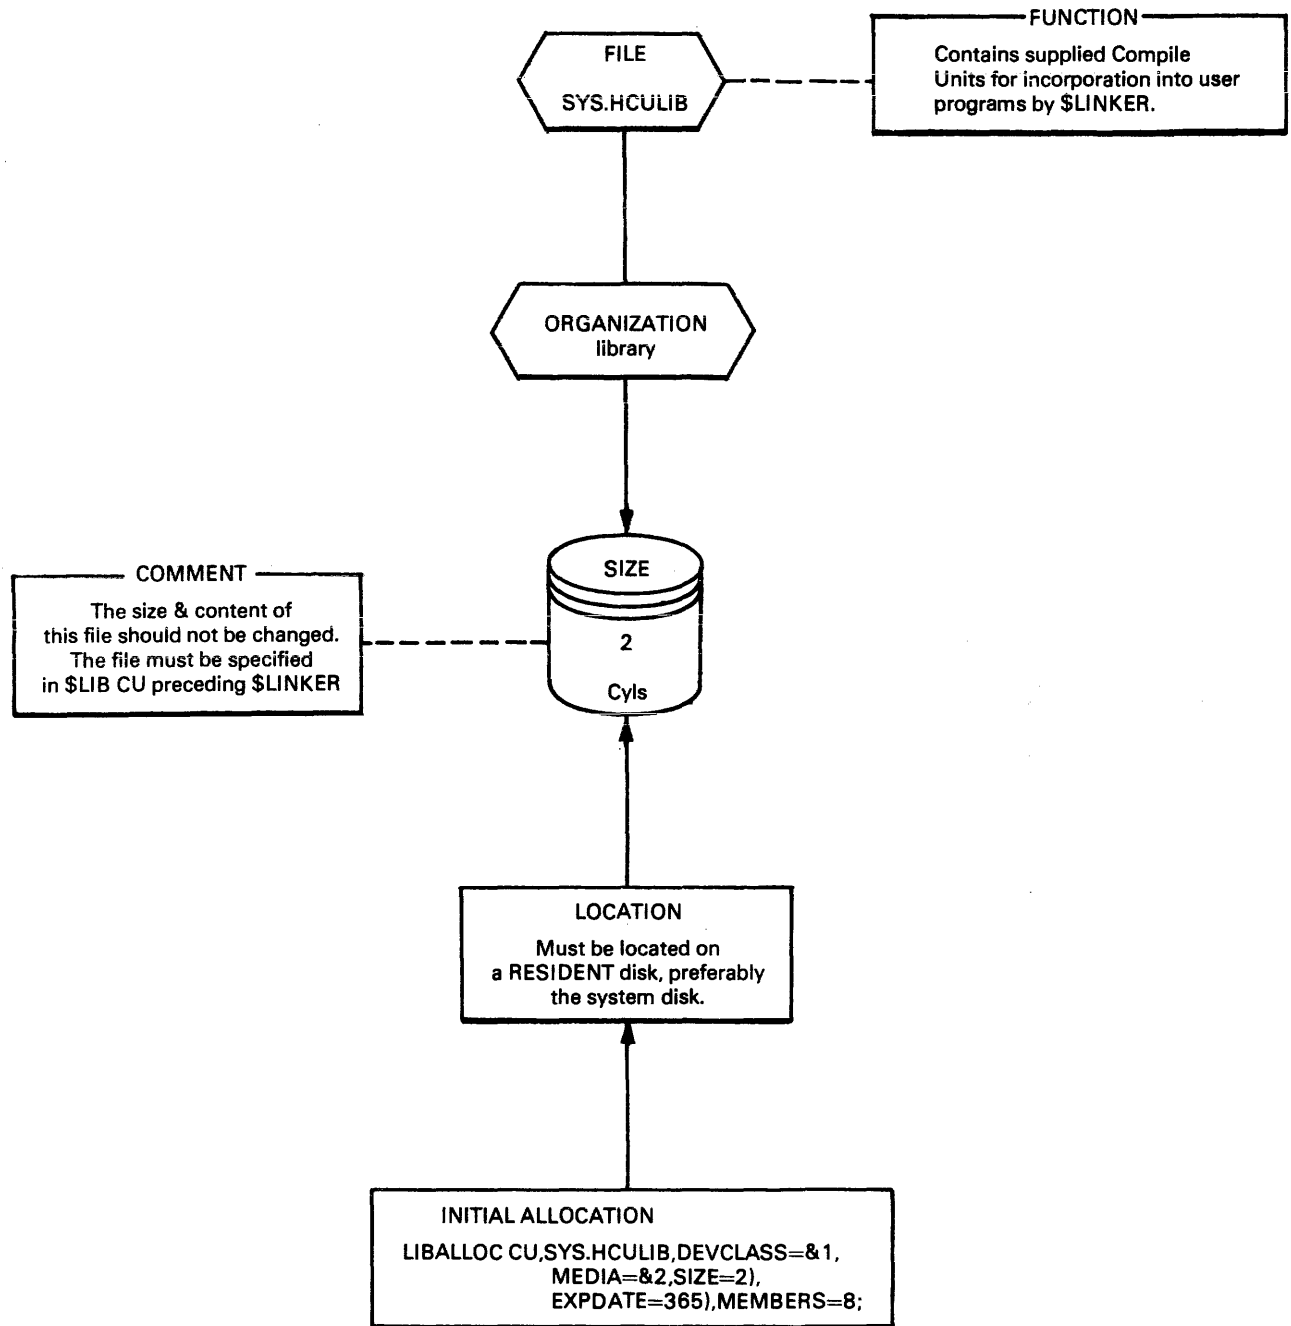 FILE
SYS.HCULIB
FUNCTION
Contains supplied Compile
Units for incorporation into user
programs by $LINKER.
ORGANIZATION
library
SIZE
2
Cyls
COMMENT
The size & content of
this file should not be changed.
The file must be specified
in $LIB CU preceding $LINKER
LOCATION
Must be located on
a RESIDENT disk, preferably
the system disk.
INITIAL ALLOCATION
LIBALLOC CU,SYS.HCULIB,DEVCLASS=&1,
MEDIA=&2,SIZE=2),
EXPDATE=365),MEMBERS=8;